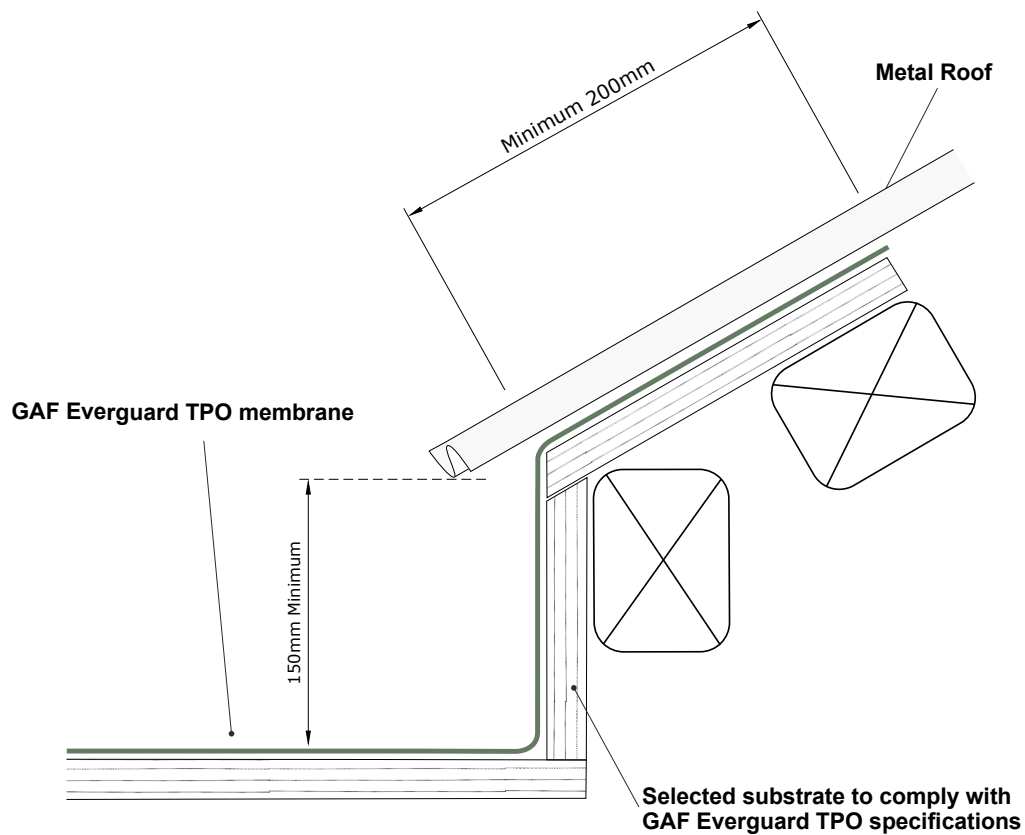 Minimum 200mm
Metal Roof
GAF Everguard TPO membrane
150mm Minimum
Selected substrate to comply with
GAF Everguard TPO specifications